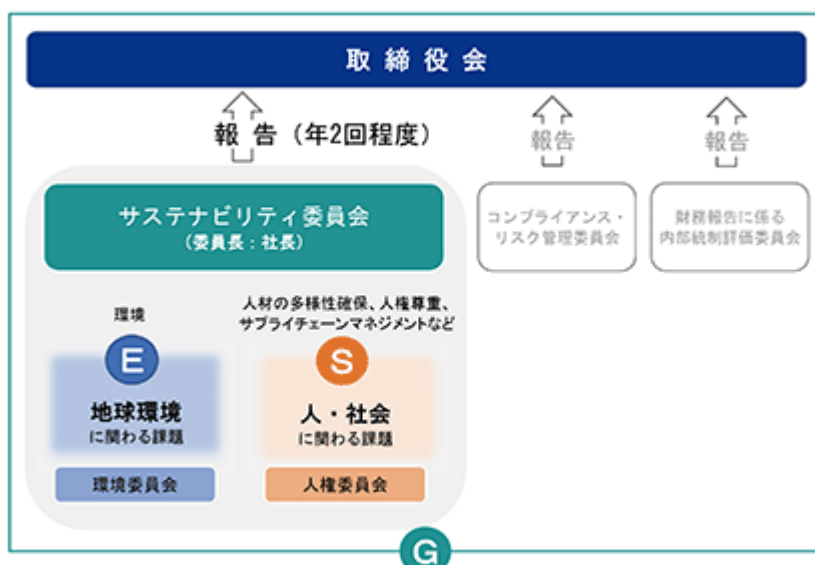 取締役会
報告（年2回程度）
報告
報告
サステナビリティ委員会
（委員長：社長）
コンプライアンス・
リスク管理委員会
財務報告に係る
内部統制評価委員会
環境
E
地球環境
に関わる課題
環境委員会
人材の多様性確保、人権尊重、
サプライチェーンマネジメントなど
S
人・社会
に関わる課題
人権委員会
G